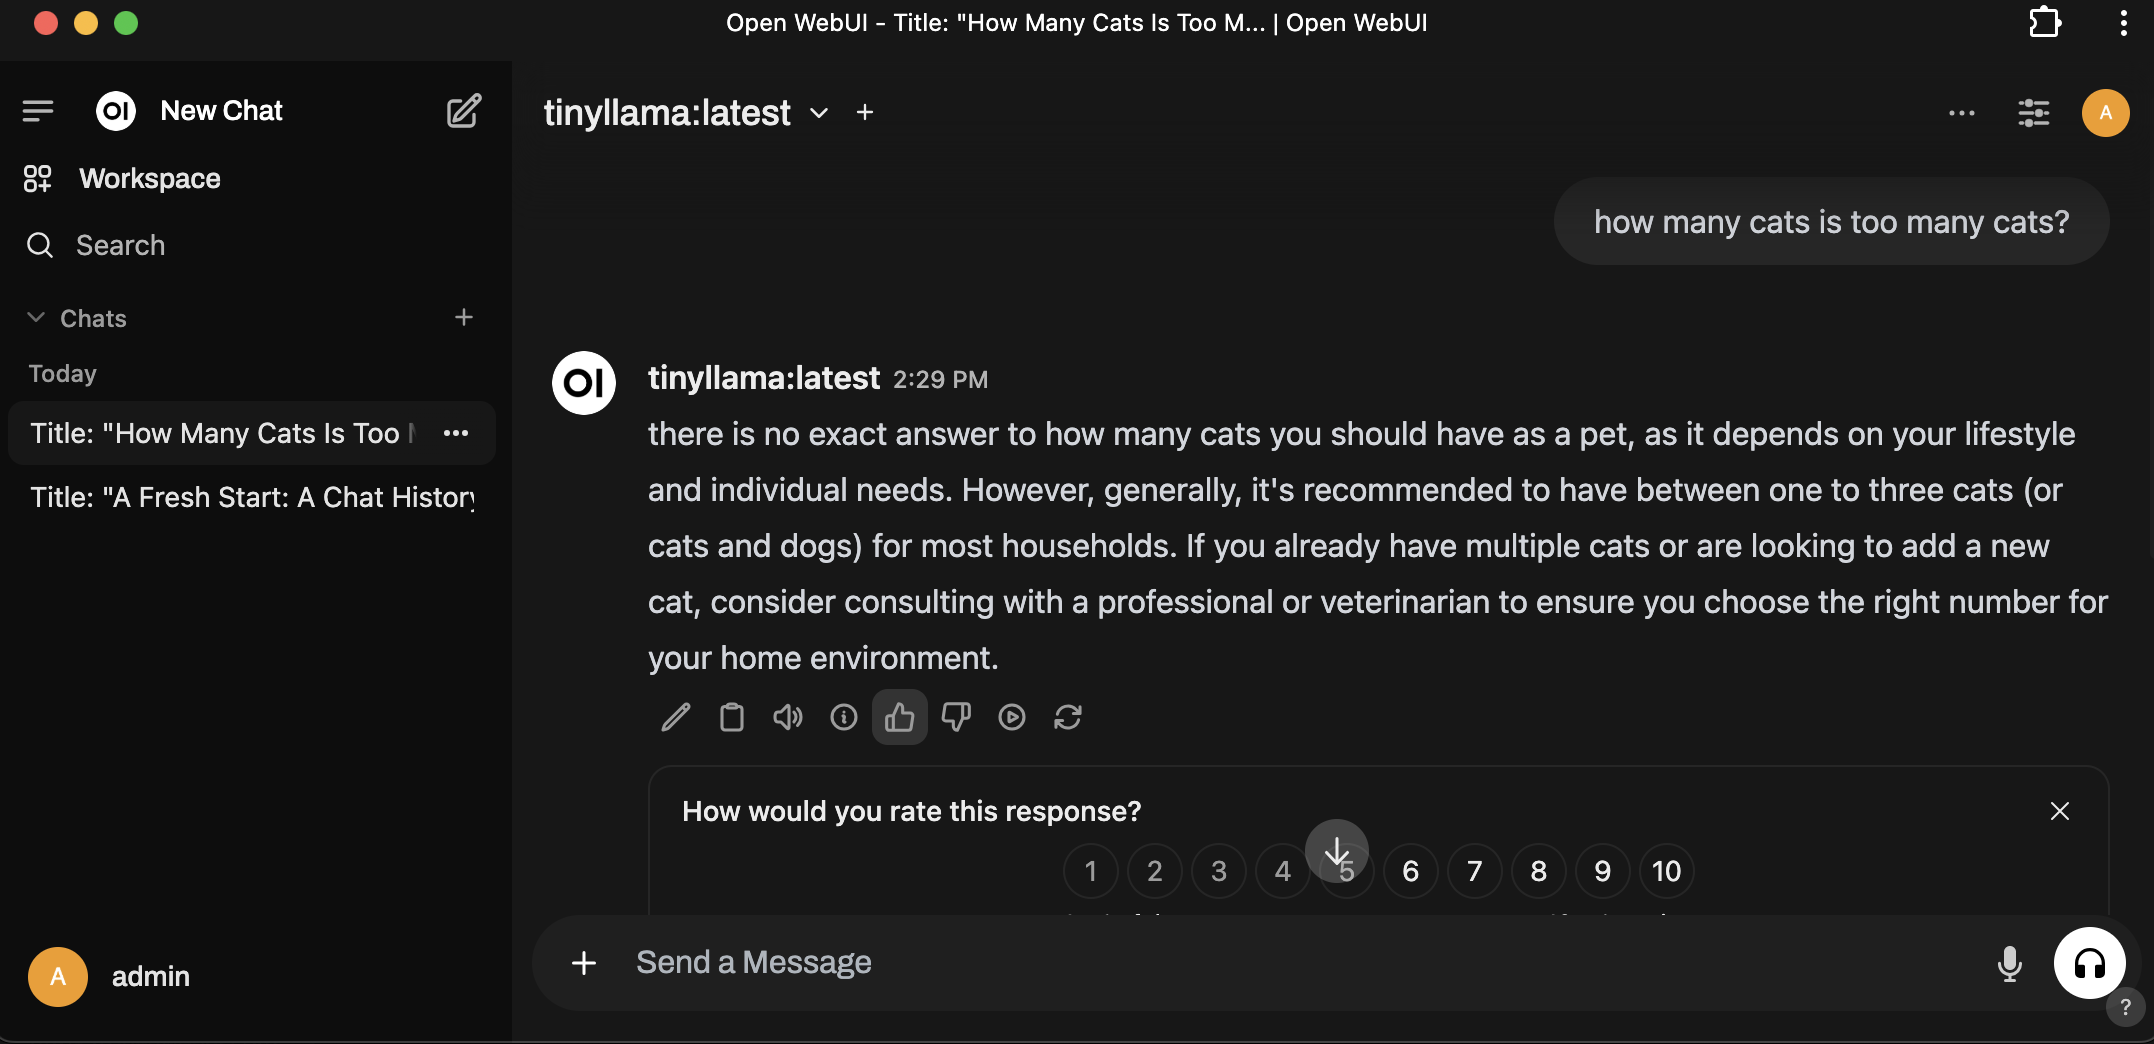 Open WebUI - Title: "How Many Cats Is Too M... | Open WebUI
OI New Chat
Workspace
Search
Chats
Today
Title: "How Many Cats Is Too
Title: "A Fresh Start: A Chat History
A admin
tinyllama:latest
A
how many cats is too many cats?
OI
tinyllama:latest 2:29 PM
there is no exact answer to how many cats you should have as a pet, as it depends on your lifestyle
and individual needs. However, generally, it's recommended to have between one to three cats (or
cats and dogs) for most households. If you already have multiple cats or are looking to add a new
cat, consider consulting with a professional or veterinarian to ensure you choose the right number for
your home environment.
How would you rate this response?
1 2 3 4 5 6 7 8 9 10
Send a Message
?